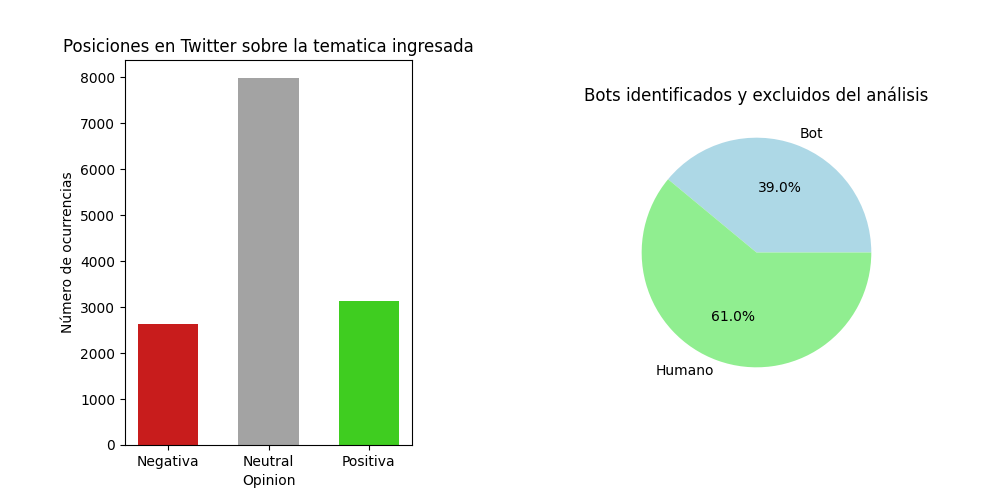 Posiciones en Twitter sobre la tematica ingresada
Número de ocurrencias
8000
7000
6000
5000
4000
3000
2000
1000
0
Negativa
Neutral
Positiva
Opinion
Bots identificados y excluidos del análisis
Bot
39.0%
61.0%
Humano